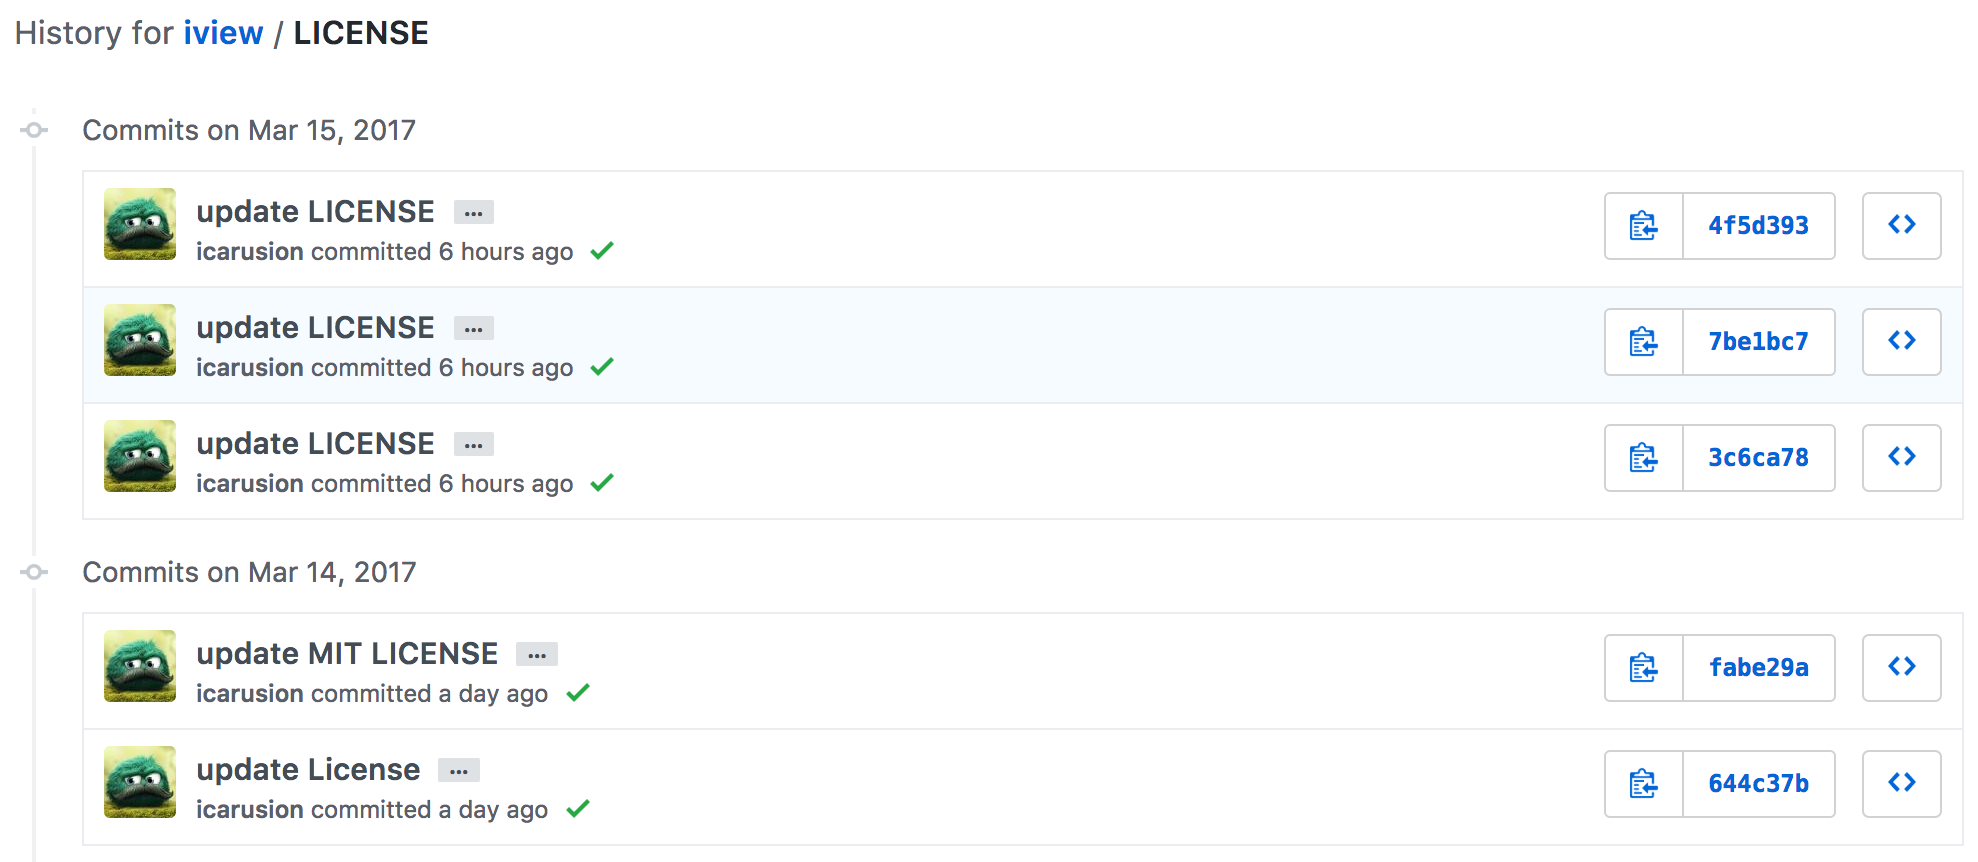 History for iview / LICENSE
Commits on Mar 15, 2017
update LICENSE …
icarusion committed 6 hours ago
4f5d393
update LICENSE …
icarusion committed 6 hours ago
7be1bc7
update LICENSE …
icarusion committed 6 hours ago
3c6ca78
Commits on Mar 14, 2017
update MIT LICENSE …
icarusion committed a day ago
fabe29a
update License …
icarusion committed a day ago
644c37b